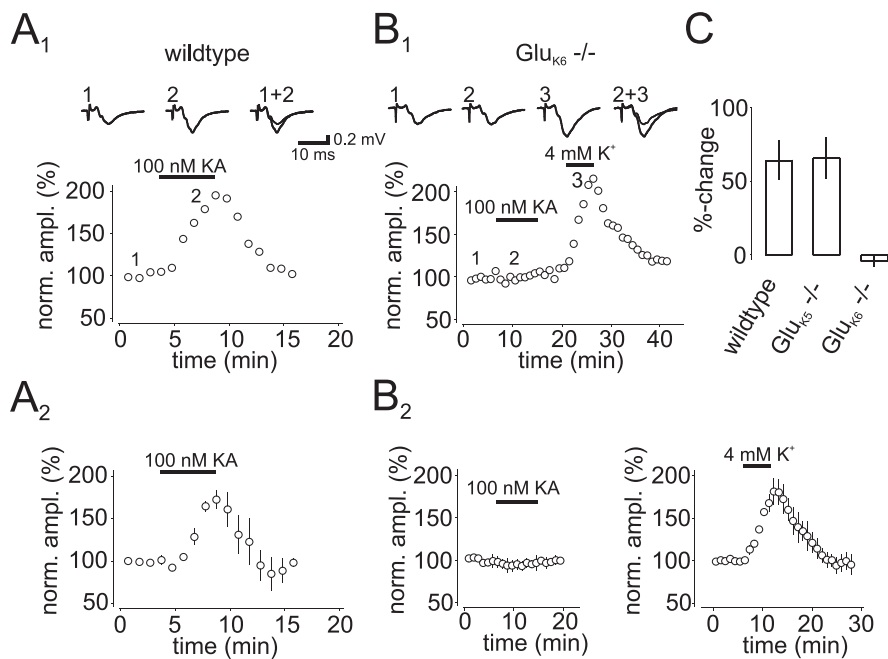 A1
wildtype
1 2 1+2
0.2 mV
10 ms
100 nM KA
2
1
norm. ampl. (%)
200
150
100
50
0 5 10 15 20
time (min)
B1
GluK6 -/-
1 2 3 2+3
4 mM K+
3
100 nM KA
1 2
norm. ampl. (%)
200
150
100
50
0 10 20 30 40
time (min)
C
%-change
100
50
0
wildtype
GluK5 -/-
GluK6 -/-
A2
100 nM KA
norm. ampl. (%)
200
150
100
50
0 5 10 15 20
time (min)
B2
100 nM KA
norm. ampl. (%)
200
150
100
50
0 5 10 15 20
time (min)
4 mM K+
norm. ampl. (%)
200
150
100
50
0 10 20 30
time (min)